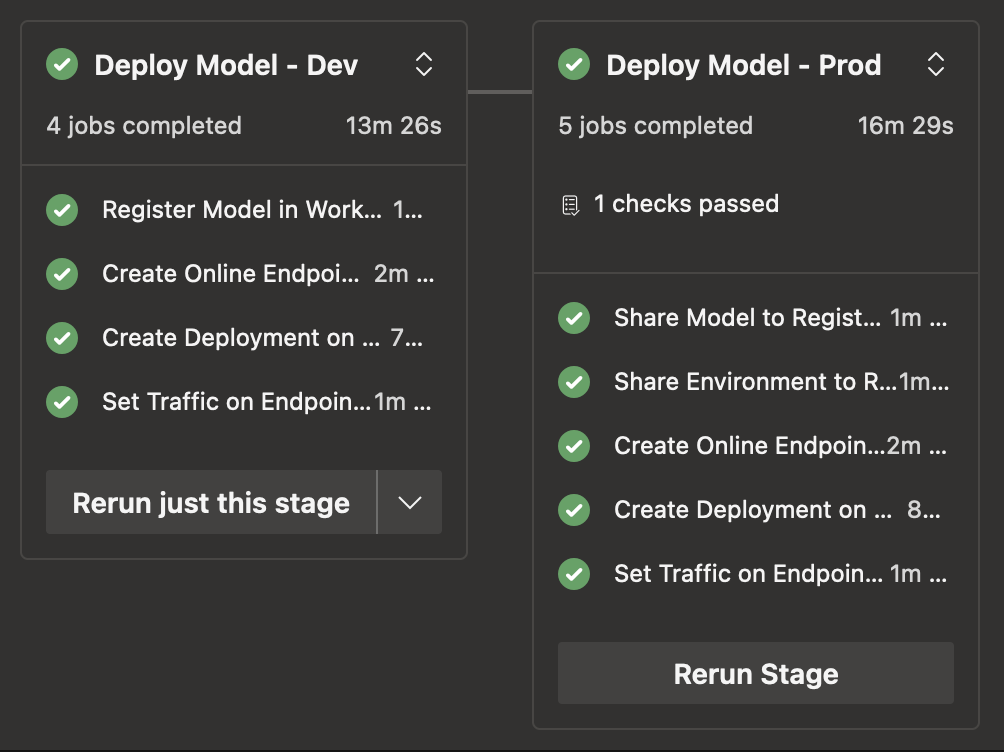 Deploy Model - Dev
4 jobs completed 13m 26s
Register Model in Work... 1...
Create Online Endpoi... 2m ...
Create Deployment on ... 7...
Set Traffic on Endpoin... 1m ...
Rerun just this stage
Deploy Model - Prod
5 jobs completed 16m 29s
1 checks passed
Share Model to Regist... 1m ...
Share Environment to R... 1m...
Create Online Endpoin... 2m ...
Create Deployment on ... 8...
Set Traffic on Endpoin... 1m ...
Rerun Stage